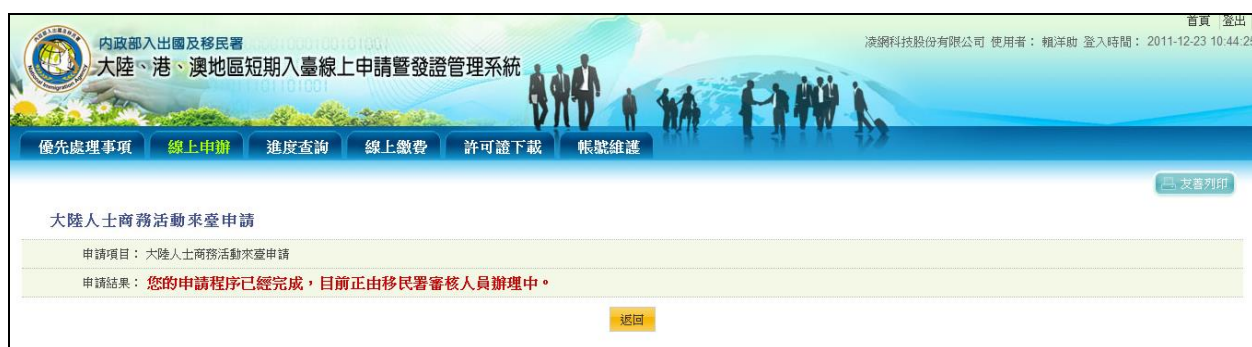 首頁 | 登出
凌網科技股份有限公司 使用者： 賴洋助 登入時間： 2011-12-23 10:44:25
內政部入出國及移民署
大陸、港、澳地區短期入臺線上申請暨發證管理系統
優先處理事項 線上申辦 進度查詢 線上繳費 許可證下載 帳號維護
友善列印
大陸人士商務活動來臺申請
申請項目： 大陸人士商務活動來臺申請
申請結果： 您的申請程序已經完成，目前正由移民署審核人員辦理中。
返回